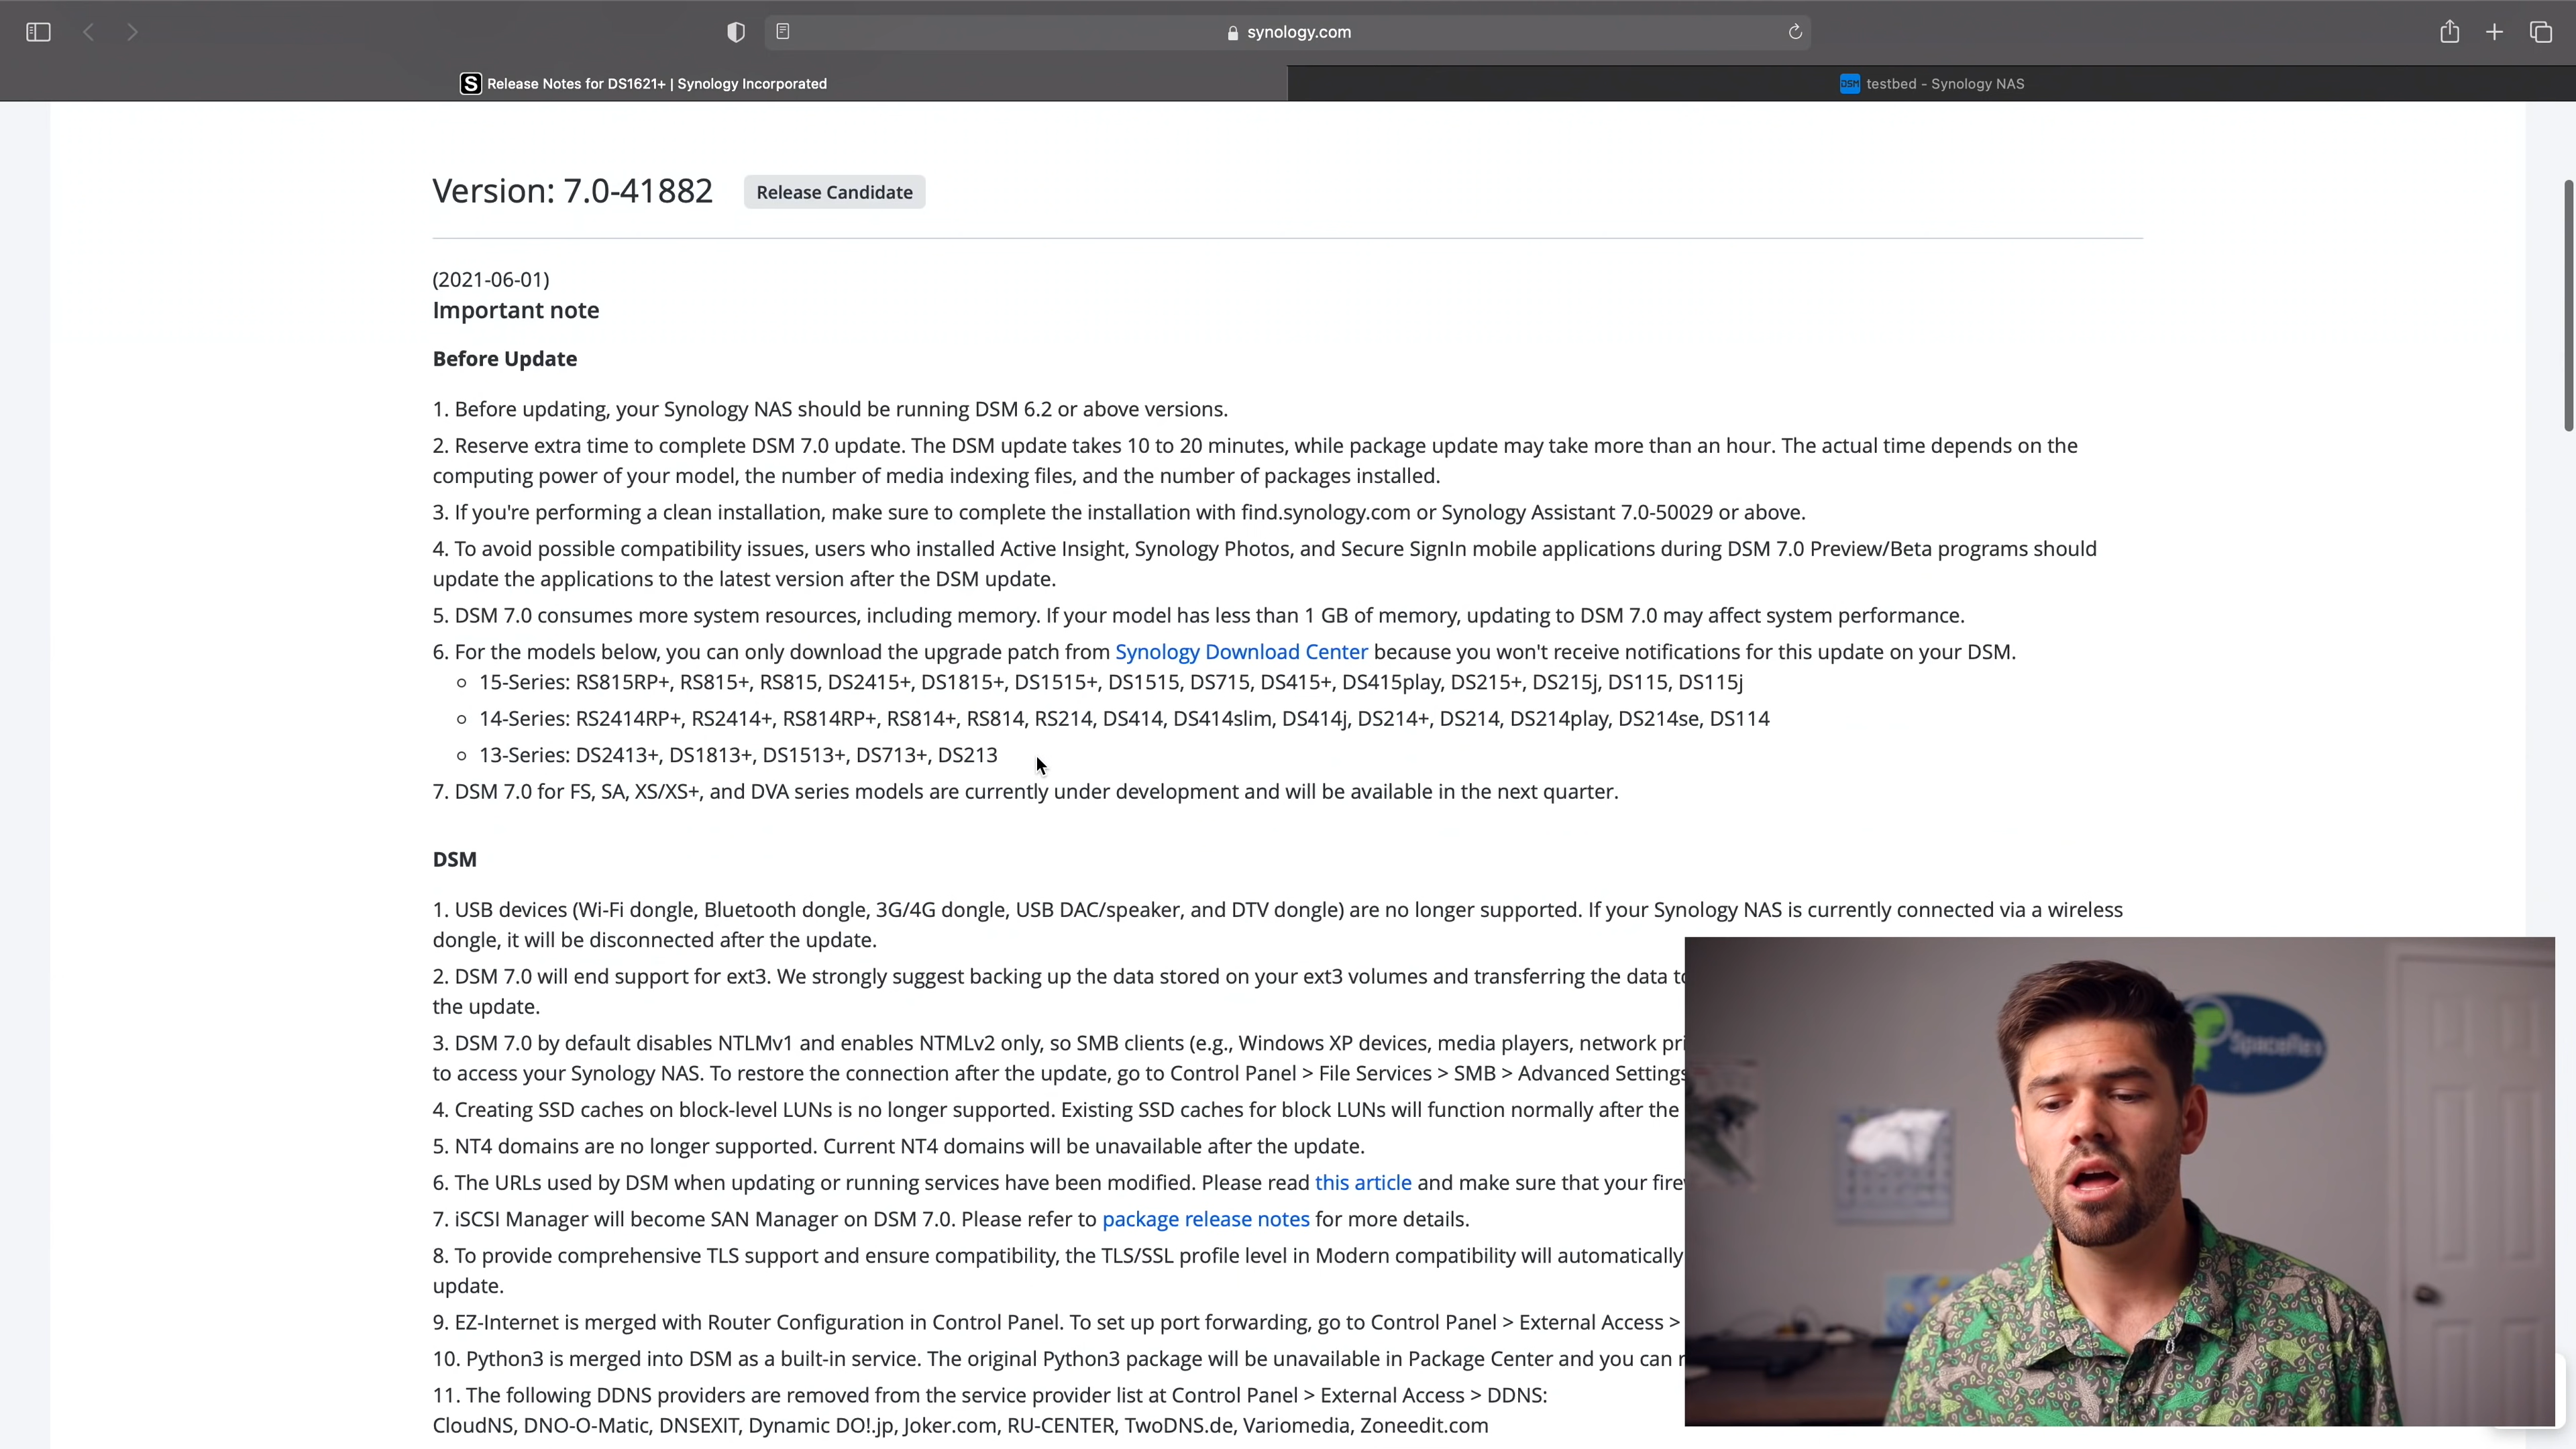 synology.com
S Release Notes for DS1621+ | Synology Incorporated
DSM testbed - Synology NAS
Version: 7.0-41882 Release Candidate
(2021-06-01)
Important note
Before Update
1. Before updating, your Synology NAS should be running DSM 6.2 or above versions.
2. Reserve extra time to complete DSM 7.0 update. The DSM update takes 10 to 20 minutes, while package update may take more than an hour. The actual time depends on the
computing power of your model, the number of media indexing files, and the number of packages installed.
3. If you're performing a clean installation, make sure to complete the installation with find.synology.com or Synology Assistant 7.0-50029 or above.
4. To avoid possible compatibility issues, users who installed Active Insight, Synology Photos, and Secure SignIn mobile applications during DSM 7.0 Preview/Beta programs should
update the applications to the latest version after the DSM update.
5. DSM 7.0 consumes more system resources, including memory. If your model has less than 1 GB of memory, updating to DSM 7.0 may affect system performance.
6. For the models below, you can only download the upgrade patch from Synology Download Center because you won't receive notifications for this update on your DSM.
15-Series: RS815RP+, RS815+, RS815, DS2415+, DS1815+, DS1515+, DS1515, DS715, DS415+, DS415play, DS215+, DS215j, DS115, DS115j
14-Series: RS2414RP+, RS2414+, RS814RP+, RS814+, RS814, RS214, DS414, DS414slim, DS414j, DS214+, DS214, DS214play, DS214se, DS114
13-Series: DS2413+, DS1813+, DS1513+, DS713+, DS213
7. DSM 7.0 for FS, SA, XS/XS+, and DVA series models are currently under development and will be available in the next quarter.
DSM
1. USB devices (Wi-Fi dongle, Bluetooth dongle, 3G/4G dongle, USB DAC/speaker, and DTV dongle) are no longer supported. If your Synology NAS is currently connected via a wireless
dongle, it will be disconnected after the update.
2. DSM 7.0 will end support for ext3. We strongly suggest backing up the data stored on your ext3 volumes and transferring the data
the update.
3. DSM 7.0 by default disables NTLMv1 and enables NTMLv2 only, so SMB clients (e.g., Windows XP devices, media players, network
to access your Synology NAS. To restore the connection after the update, go to Control Panel > File Services > SMB > Advanced Settings
4. Creating SSD caches on block-level LUNs is no longer supported. Existing SSD caches for block LUNs will function normally after the
5. NT4 domains are no longer supported. Current NT4 domains will be unavailable after the update.
6. The URLs used by DSM when updating or running services have been modified. Please read this article and make sure that your
7. iSCSI Manager will become SAN Manager on DSM 7.0. Please refer to package release notes for more details.
8. To provide comprehensive TLS support and ensure compatibility, the TLS/SSL profile level in Modern compatibility will automatically
update.
9. EZ-Internet is merged with Router Configuration in Control Panel. To set up port forwarding, go to Control Panel > External Access >
10. Python3 is merged into DSM as a built-in service. The original Python3 package will be unavailable in Package Center and you can
11. The following DDNS providers are removed from the service provider list at Control Panel > External Access > DDNS:
CloudNS, DNO-O-Matic, DNSEXIT, Dynamic DO!.jp, Joker.com, RU-CENTER, TwoDNS.de, Variomedia, Zoneedit.com
SpaceRex